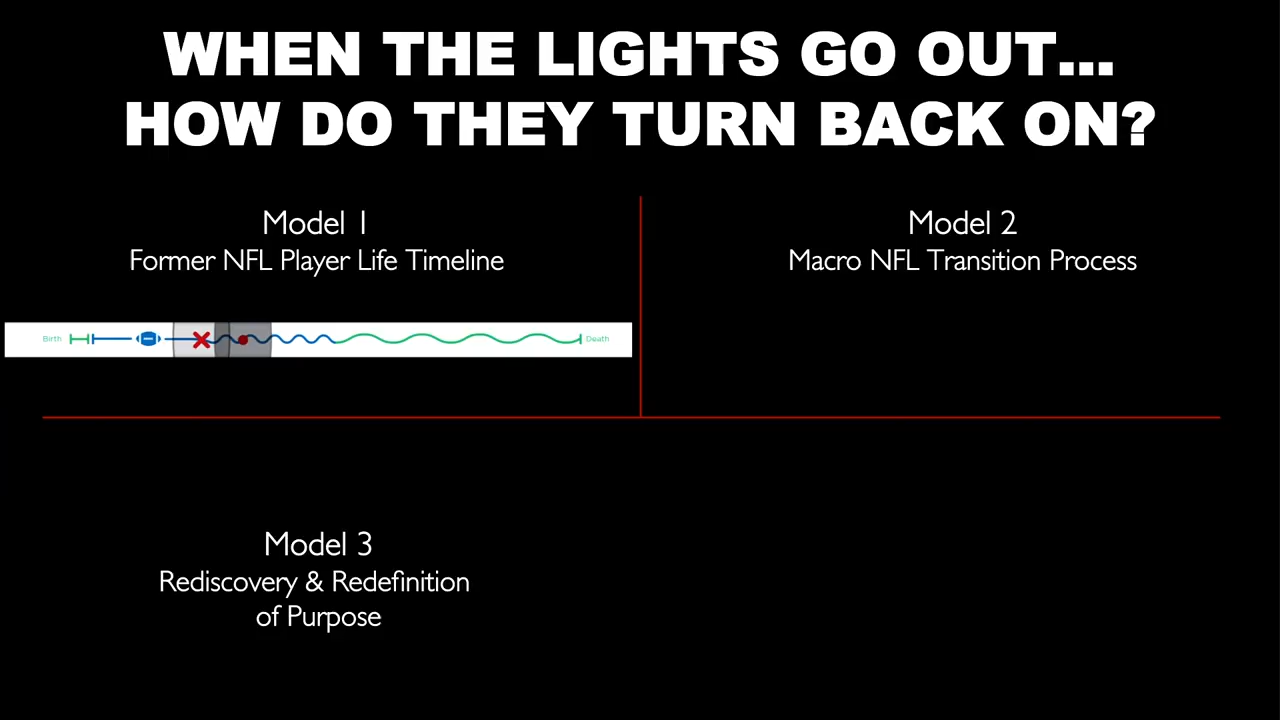 WHEN THE LIGHTS GO OUT...
HOW DO THEY TURN BACK ON?
Model 1
Former NFL Player Life Timeline
Birth
Death
Model 2
Macro NFL Transition Process
Model 3
Rediscovery & Redefinition
of Purpose